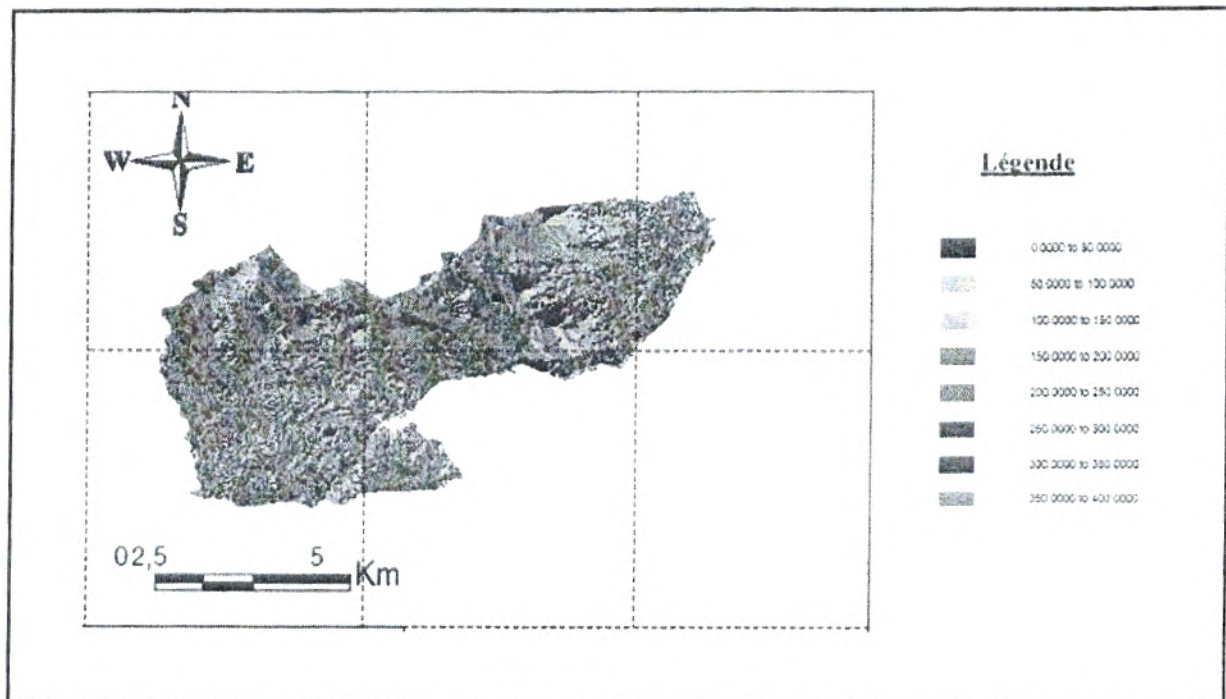 N
W E
S
Légende
0.0000 to 50.0000
50.0000 to 100.0000
100.0000 to 150.0000
150.0000 to 200.0000
200.0000 to 250.0000
250.0000 to 300.0000
300.0000 to 350.0000
350.0000 to 400.0000
02,5 5
Km